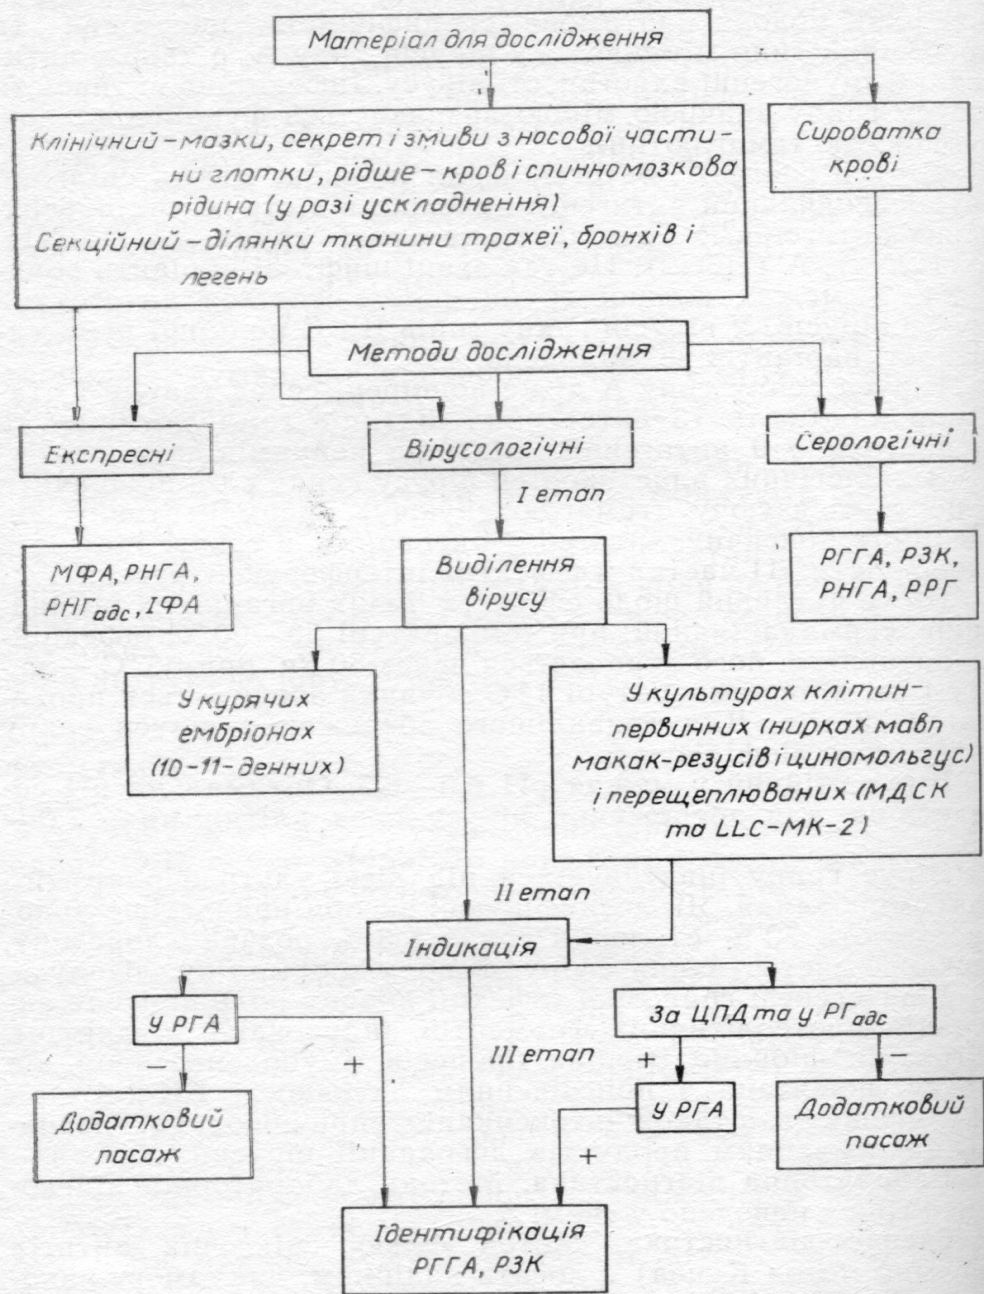 Матеріал для дослідження
Клінічний – мазки, секрет і змиви з носової части-
ни глотки, рідше – кров і спинномозкова
рідина (у разі ускладнення)
Секційний – ділянки тканини трахеї, бронхів і
легень
Сироватка
крові
Методи дослідження
Експресні
Вірусологічні
Серологічні
I етап
МФА, РНГА,
РНГадс, ІФА
Виділення
вірусу
РГГА, РЗК,
РНГА, РРГ
У курячих
ембріонах
(10-11-денних)
У культурах клітин-
первинних (нирках мавп
макак-резусів і циномольгус)
і перещеплюваних (МДСК
та LLC-МК-2)
II етап
Індикація
У РГА
За ЦПД та у РГадс
III етап
–
+
+
–
Додатковий
пасаж
У РГА
Додатковий
пасаж
+
Ідентифікація
РГГА, РЗК